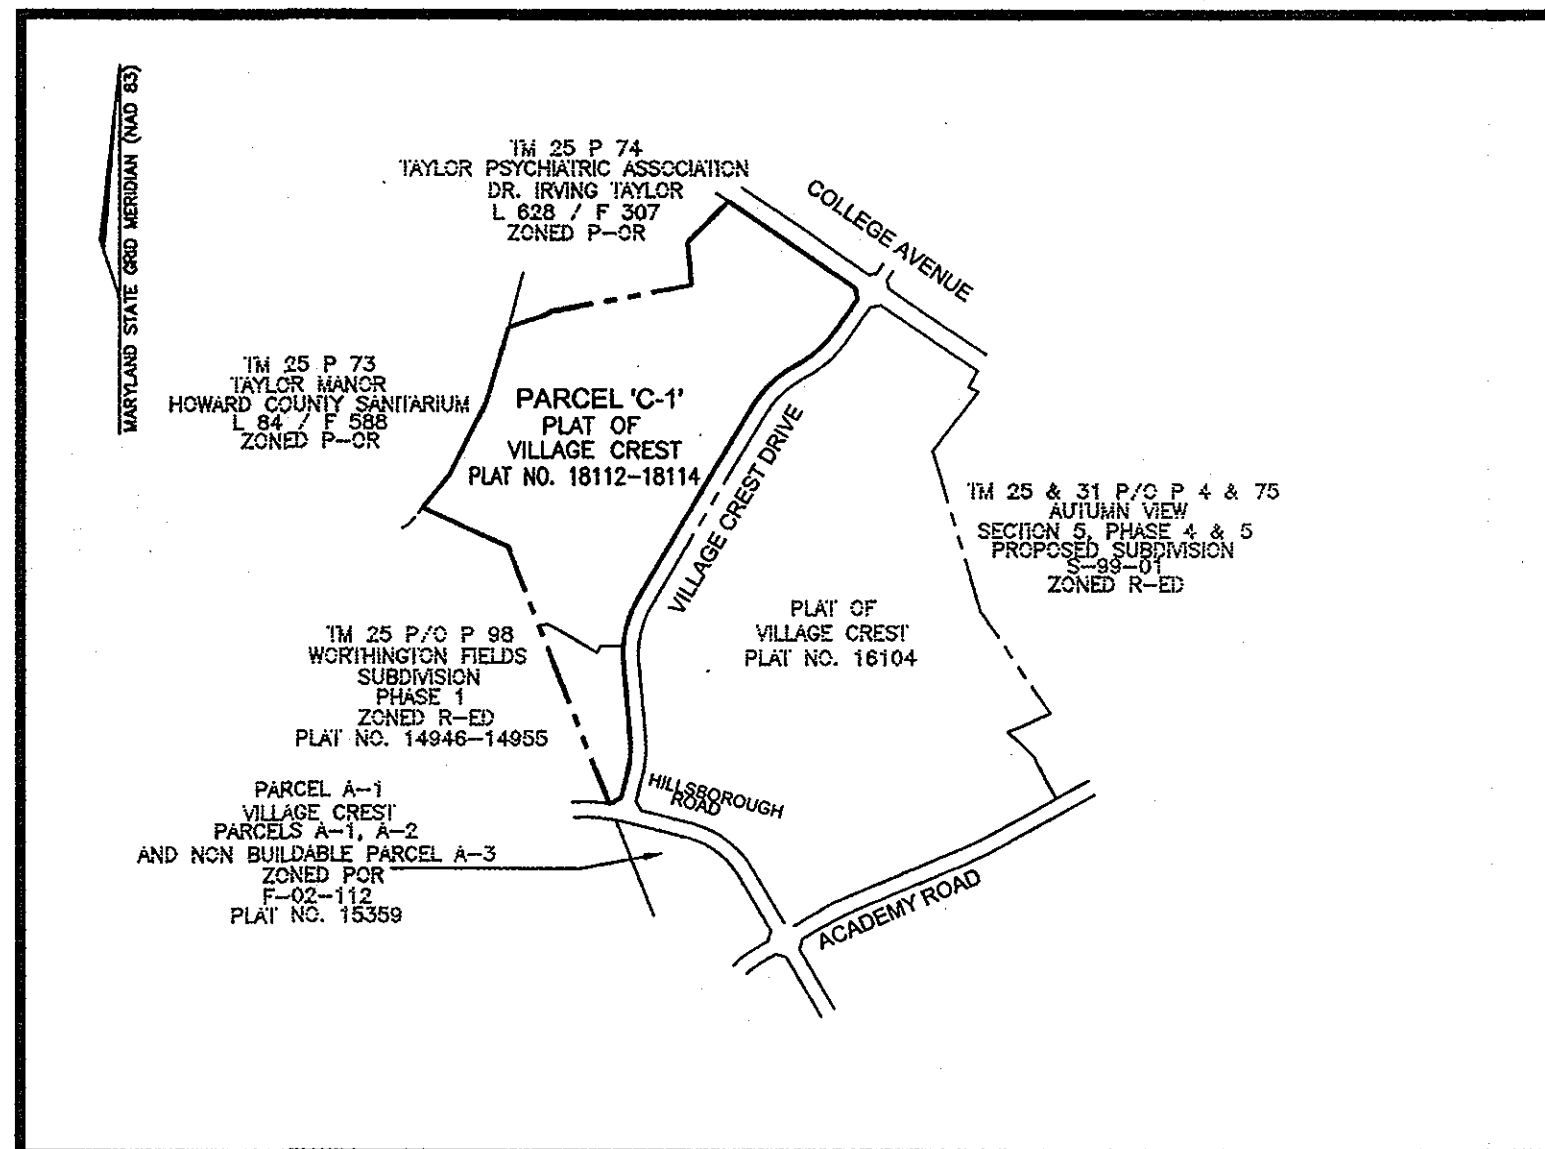 MARYLAND STATE GRID MERIDIAN (NAD 83)
TM 25 P 74
TAYLOR PSYCHIATRIC ASSOCIATION
DR. IRVING TAYLOR
L 628 / F 307
ZONED P-OR
COLLEGE AVENUE
TM 25 P 73
TAYLOR MANOR
HOWARD COUNTY SANITARIUM
L 84 / F 588
ZONED P-OR
PARCEL 'C-1'
PLAT OF
VILLAGE CREST
PLAT NO. 18112-18114
VILLAGE CREST DRIVE
TM 25 & 31 P/O P 4 & 75
AUTUMN VIEW
SECTION 5, PHASE 4 & 5
PROPOSED SUBDIVISION
S-99-01
ZONED R-ED
PLAT OF
VILLAGE CREST
PLAT NO. 16104
TM 25 P/O P 98
WORTHINGTON FIELDS
SUBDIVISION
PHASE 1
ZONED R-ED
PLAT NO. 14946-14955
HILLSBOROUGH
ROAD
PARCEL A-1
VILLAGE CREST
PARCELS A-1, A-2
AND NON BUILDABLE PARCEL A-3
ZONED POR
F-02-112
PLAT NO. 15359
ACADEMY ROAD